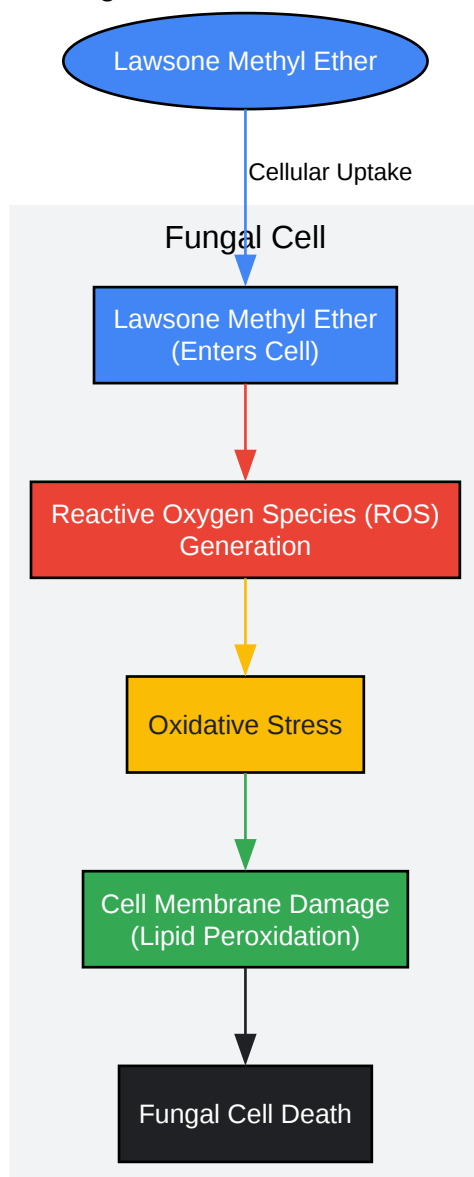 Lawsone Methyl Ether
Cellular Uptake
Fungal Cell
Lawsone Methyl Ether
(Enters Cell)
Reactive Oxygen Species (ROS)
Generation
Oxidative Stress
Cell Membrane Damage
(Lipid Peroxidation)
Fungal Cell Death